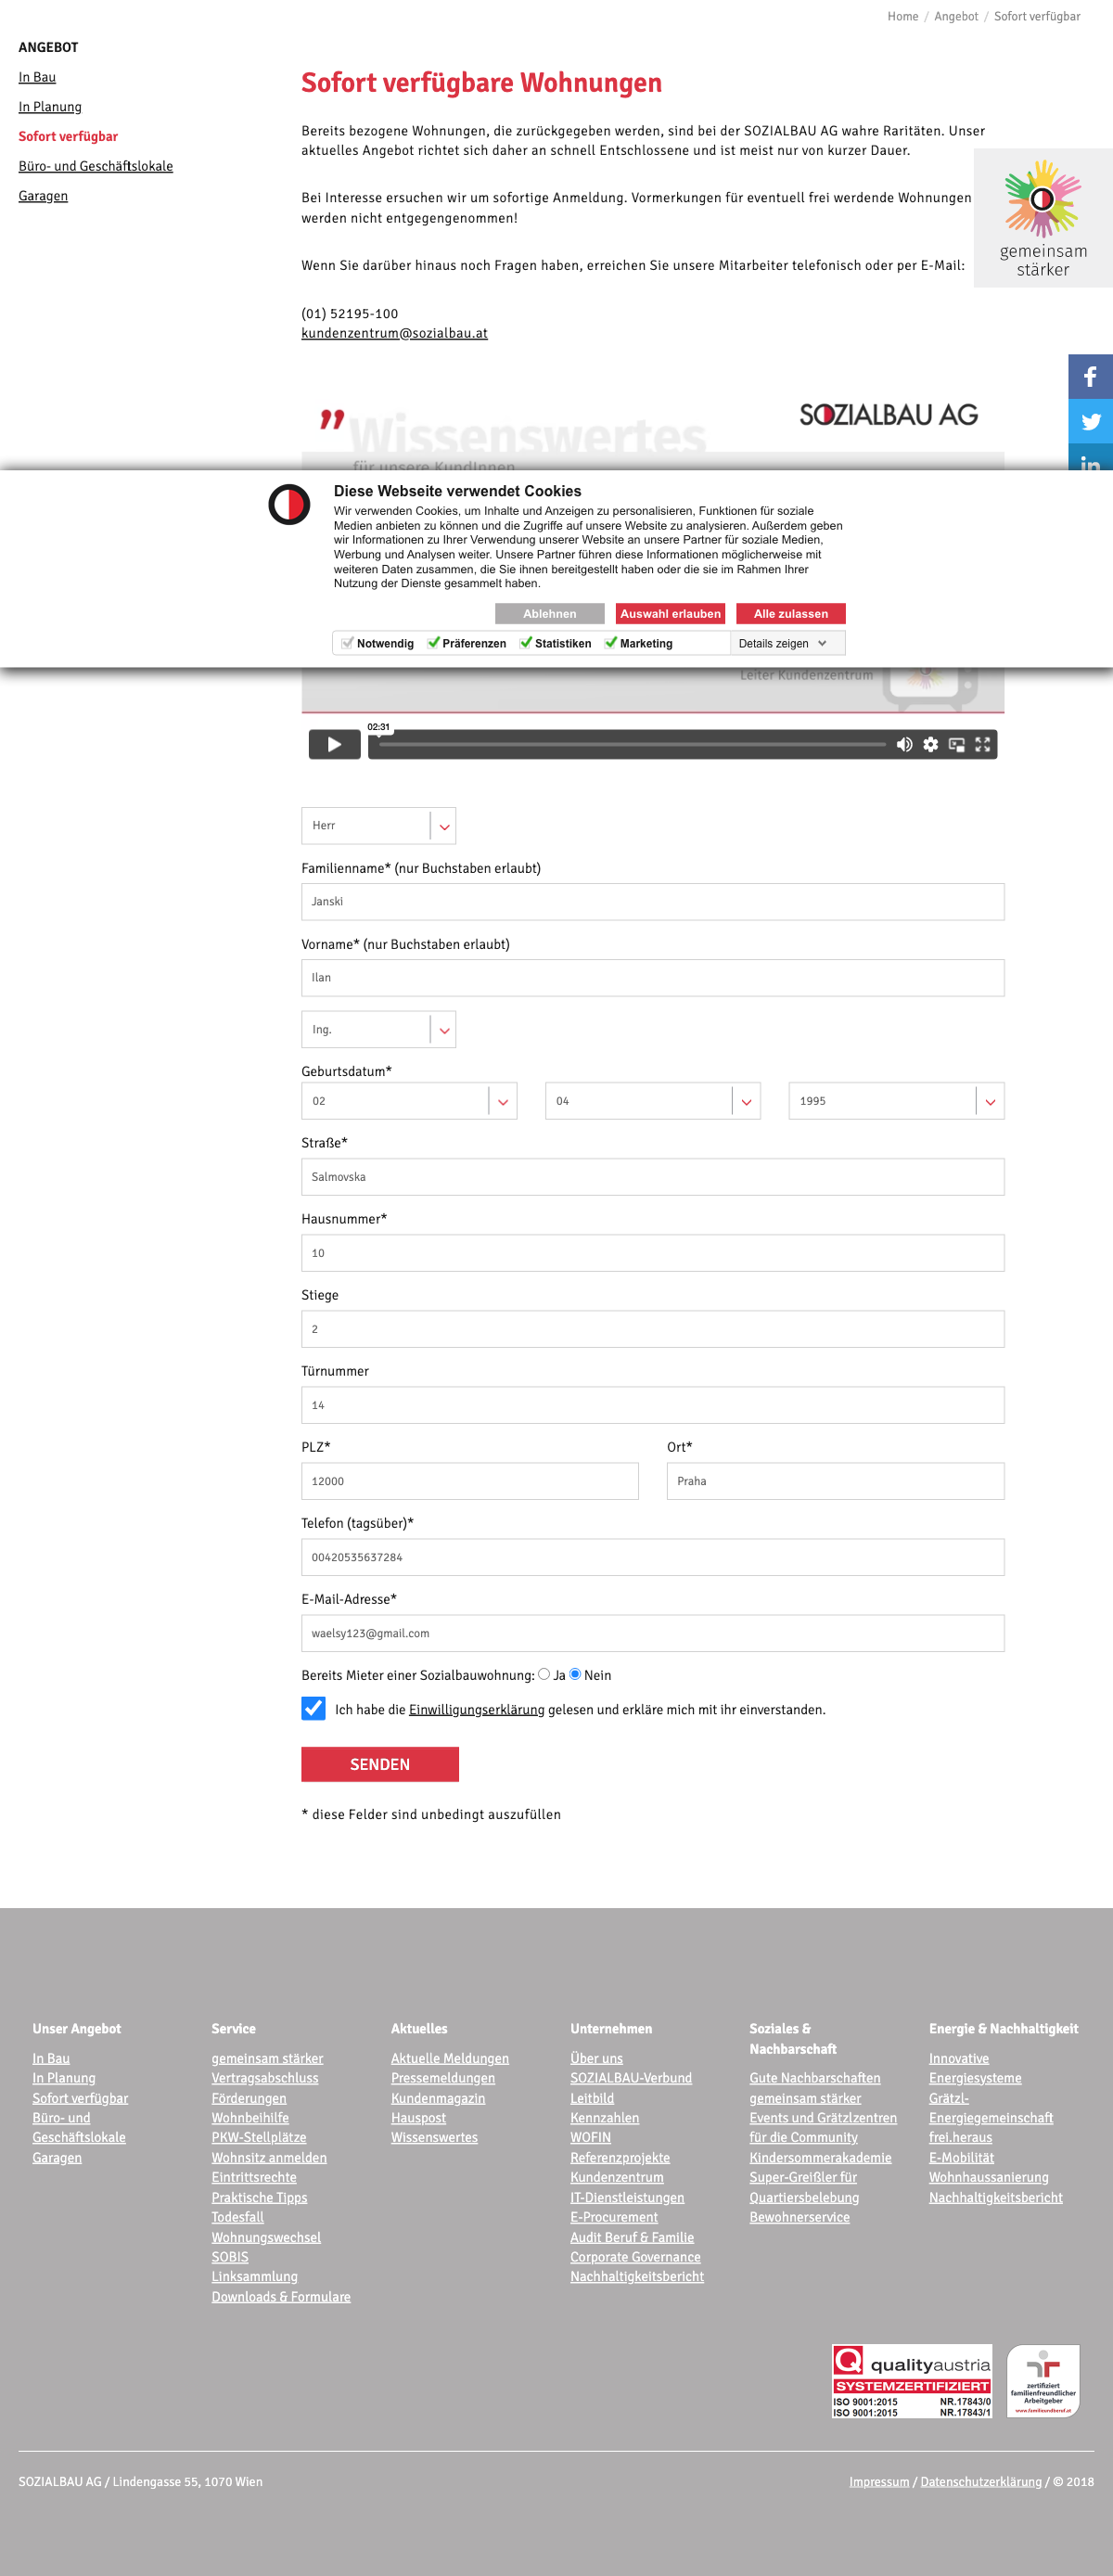 Home / Angebot / Sofort verfügbar
ANGEBOT
In Bau
In Planung
Sofort verfügbar
Büro- und Geschäftslokale
Garagen
Sofort verfügbare Wohnungen
Bereits bezogene Wohnungen, die zurückgegeben werden, sind bei der SOZIALBAU AG wahre Raritäten. Unser
aktuelles Angebot richtet sich daher an schnell Entschlossene und ist meist nur von kurzer Dauer.
Bei Interesse ersuchen wir um sofortige Anmeldung. Vormerkungen für eventuell frei werdende Wohnungen
werden nicht entgegengenommen!
Wenn Sie darüber hinaus noch Fragen haben, erreichen Sie unsere Mitarbeiter telefonisch oder per E-Mail:
(01) 52195-100
kundenzentrum@sozialbau.at
gemeinsam
stärker
SOZIALBAU AG
" Wissenswertes
für unsere KundInnen
Diese Webseite verwendet Cookies
Wir verwenden Cookies, um Inhalte und Anzeigen zu personalisieren, Funktionen für soziale
Medien anbieten zu können und die Zugriffe auf unsere Website zu analysieren. Außerdem geben
wir Informationen zu Ihrer Verwendung unserer Website an unsere Partner für soziale Medien,
Werbung und Analysen weiter. Unsere Partner führen diese Informationen möglicherweise mit
weiteren Daten zusammen, die Sie ihnen bereitgestellt haben oder die sie im Rahmen Ihrer
Nutzung der Dienste gesammelt haben.
Ablehnen Auswahl erlauben Alle zulassen
Notwendig Präferenzen Statistiken Marketing Details zeigen
Leiter Kundenzentrum
02:31
Herr
Familienname* (nur Buchstaben erlaubt)
Janski
Vorname* (nur Buchstaben erlaubt)
Ilan
Ing.
Geburtsdatum*
02 04 1995
Straße*
Salmovska
Hausnummer*
10
Stiege
2
Türnummer
14
PLZ* Ort*
12000 Praha
Telefon (tagsüber)*
00420535637284
E-Mail-Adresse*
waelsy123@gmail.com
Bereits Mieter einer Sozialbauwohnung: Ja Nein
Ich habe die Einwilligungserklärung gelesen und erkläre mich mit ihr einverstanden.
SENDEN
* diese Felder sind unbedingt auszufüllen
Unser Angebot
In Bau
In Planung
Sofort verfügbar
Büro- und
Geschäftslokale
Garagen
Service
gemeinsam stärker
Vertragsabschluss
Förderungen
Wohnbeihilfe
PKW-Stellplätze
Wohnsitz anmelden
Eintrittsrechte
Praktische Tipps
Todesfall
Wohnungswechsel
SOBIS
Linksammlung
Downloads & Formulare
Aktuelles
Aktuelle Meldungen
Pressemeldungen
Kundenmagazin
Hauspost
Wissenswertes
Unternehmen
Über uns
SOZIALBAU-Verbund
Leitbild
Kennzahlen
WOFIN
Referenzprojekte
Kundenzentrum
IT-Dienstleistungen
E-Procurement
Audit Beruf & Familie
Corporate Governance
Nachhaltigkeitsbericht
Soziales &
Nachbarschaft
Gute Nachbarschaften
gemeinsam stärker
Events und Grätzlzentren
für die Community
Kindersommerakademie
Super-Greißler für
Quartiersbelebung
Bewohnerservice
Energie & Nachhaltigkeit
Innovative
Energiesysteme
Grätzl-
Energiegemeinschaft
frei.heraus
E-Mobilität
Wohnhaussanierung
Nachhaltigkeitsbericht
Q qualityaustria
SYSTEMZERTIFIZIERT
ISO 9001:2015 NR.17843/0
ISO 9001:2015 NR.17843/1
zertifiziert
familienfreundlicher
Arbeitgeber
www.familieundberuf.at
SOZIALBAU AG / Lindengasse 55, 1070 Wien
Impressum / Datenschutzerklärung / © 2018